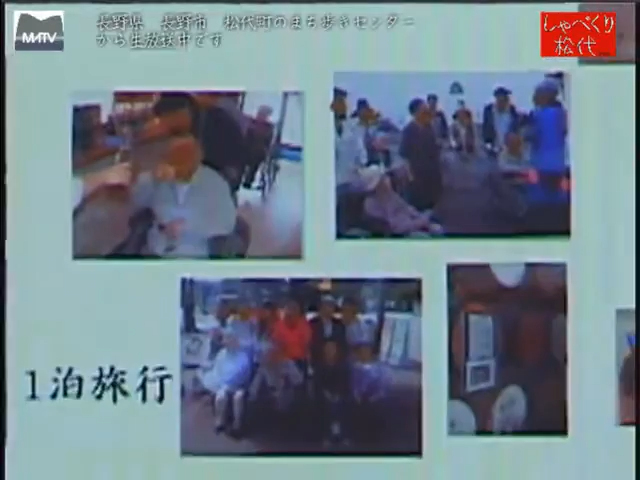 MATV
長野県 長野市 松代町のまち歩きセンター
から生放送中です
しゃべくり
松代
1泊旅行